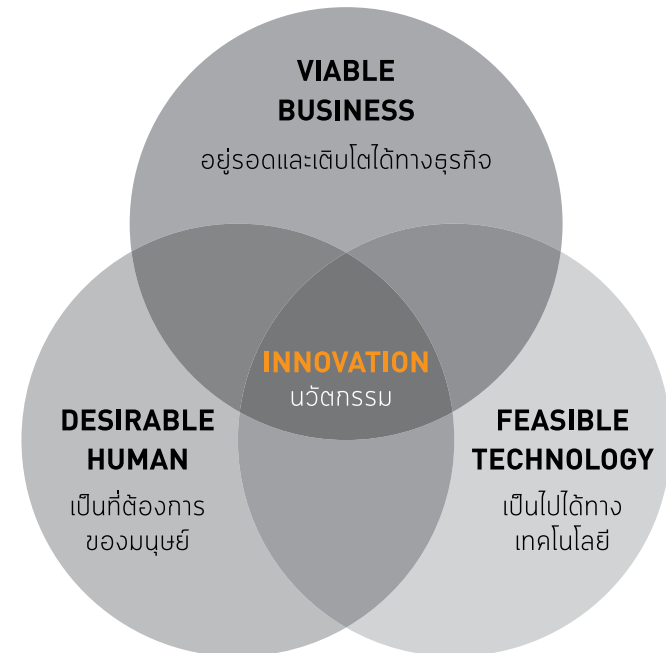 VIABLE
BUSINESS
อยู่รอดและเติบโตได้ทางธุรกิจ
INNOVATION
นวัตกรรม
DESIRABLE
HUMAN
เป็นที่ต้องการ
ของมนุษย์
FEASIBLE
TECHNOLOGY
เป็นไปได้ทาง
เทคโนโลยี